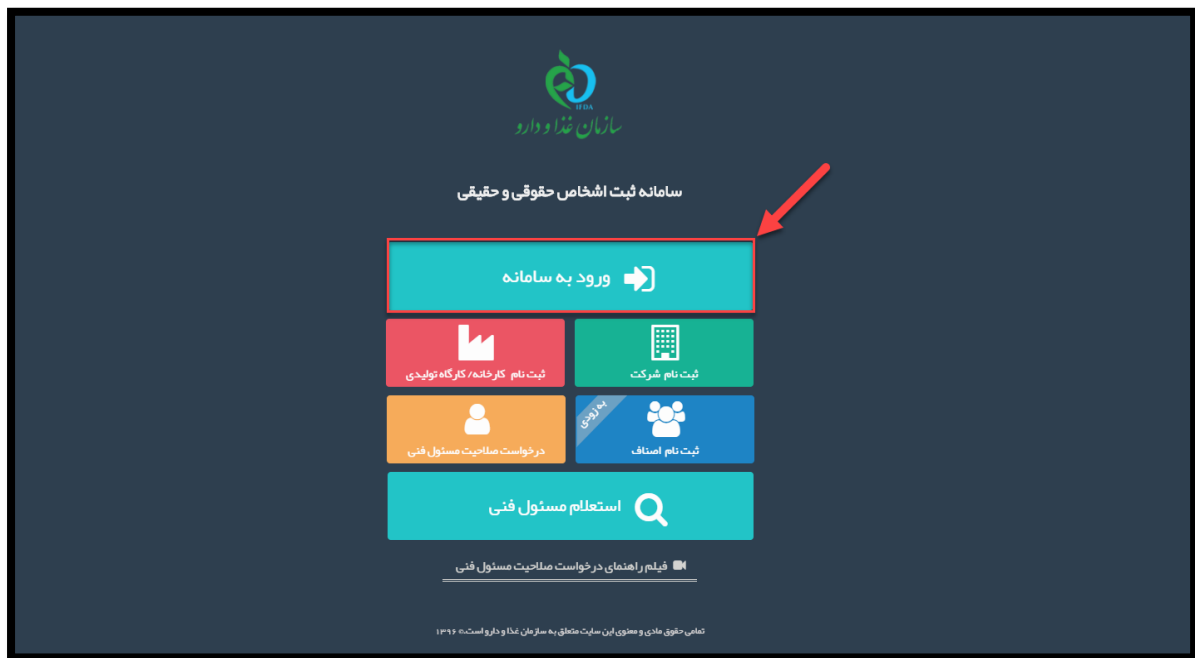 IFDA
سازمان غذا و دارو
سامانه ثبت اشخاص حقوقی و حقیقی
ورود به سامانه
ثبت نام شرکت
ثبت نام کارخانه/ کارگاه تولیدی
به زودی
ثبت نام اصناف
درخواست صلاحیت مسئول فنی
استعلام مسئول فنی
فیلم راهنمای درخواست صلاحیت مسئول فنی
تمامی حقوق مادی و معنوی این سایت متعلق به سازمان غذا و دارو است.© ۱۳۹۶